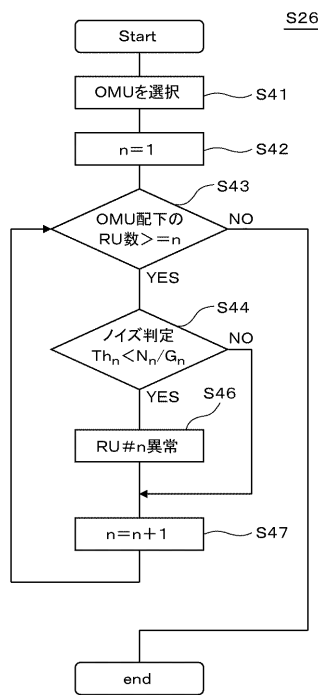 S26
Start
OMUを選択
S41
n=1
S42
S43
OMU配下の
RU数>=n
NO
YES
S44
ノイズ判定
Thn<Nn/Gn
NO
YES
S46
RU#n異常
n=n+1
S47
end